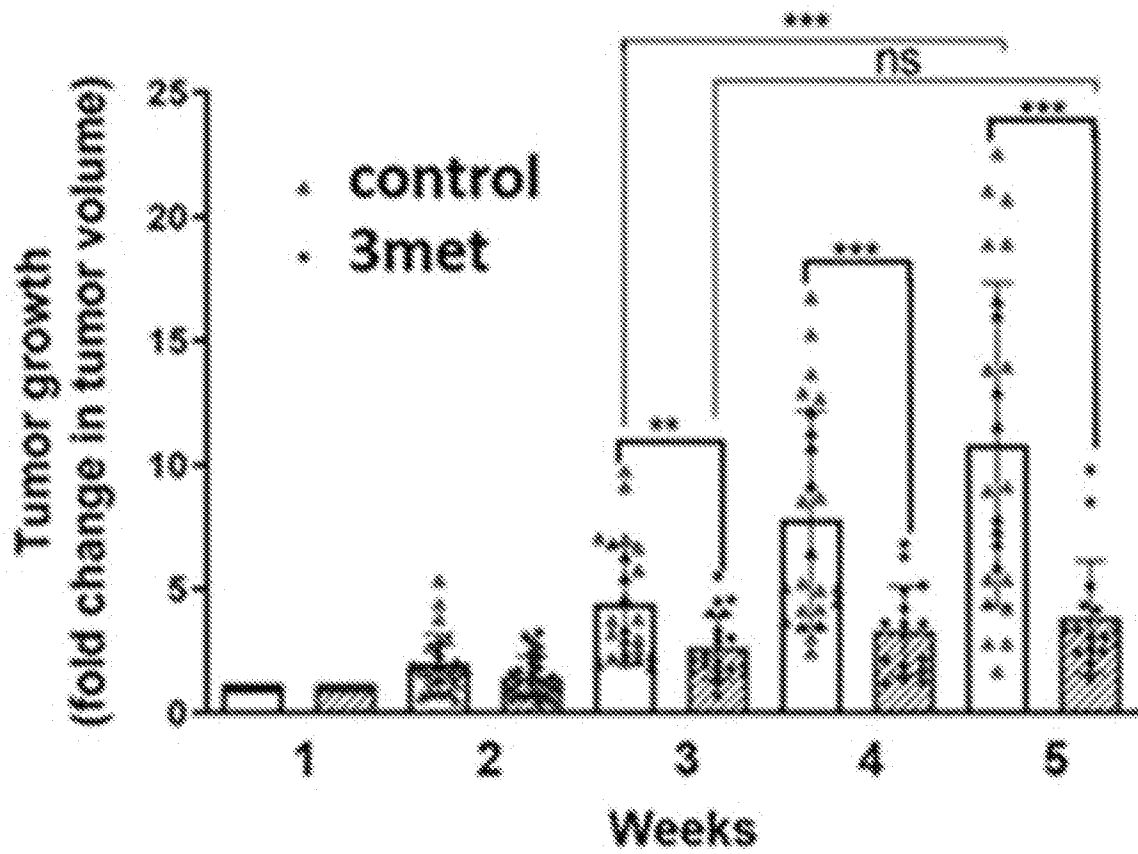 ***
ns
25
***
control
20
3met
***
15
**
10
5
0
1 2 3 4 5
Weeks
Tumor growth
(fold change in tumor volume)